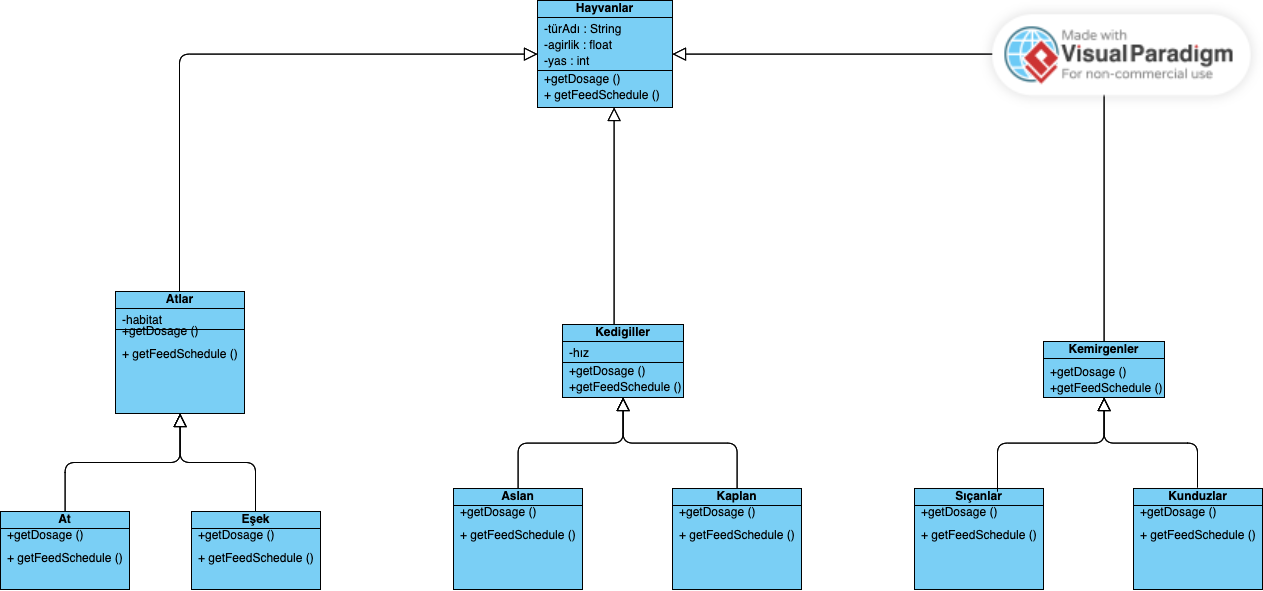 Hayvanlar
-türAdı : String
-agirlik : float
-yas : int
+getDosage ()
+ getFeedSchedule ()
Made with
Visual Paradigm
For non-commercial use
Atlar
-habitat
+getDosage ()
+ getFeedSchedule ()
Kedigiller
-hız
+getDosage ()
+getFeedSchedule ()
Kemirgenler
+getDosage ()
+getFeedSchedule ()
At
+getDosage ()
+ getFeedSchedule ()
Eşek
+getDosage ()
+ getFeedSchedule ()
Aslan
+getDosage ()
+ getFeedSchedule ()
Kaplan
+getDosage ()
+ getFeedSchedule ()
Sıçanlar
+getDosage ()
+ getFeedSchedule ()
Kunduzlar
+getDosage ()
+ getFeedSchedule ()